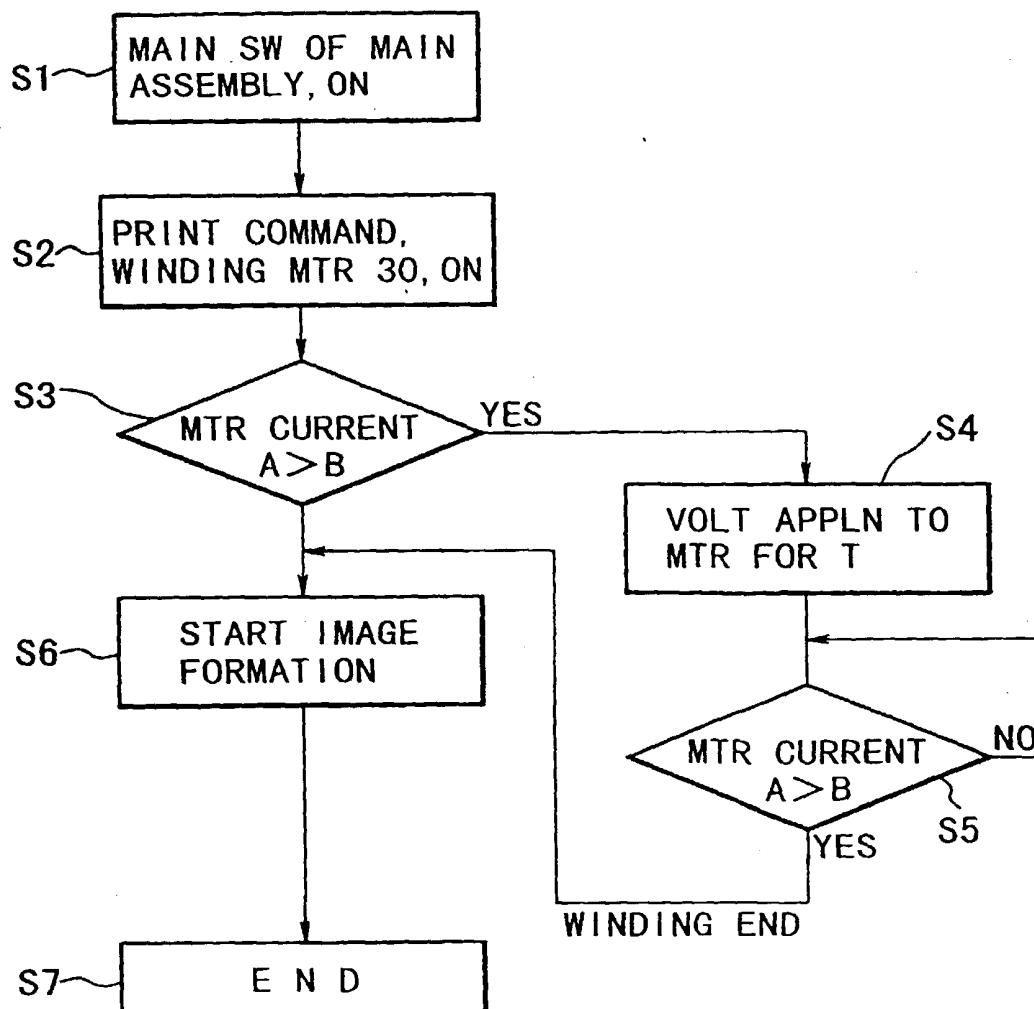 S1
MAIN SW OF MAIN
ASSEMBLY, ON
S2
PRINT COMMAND,
WINDING MTR 30, ON
S3
MTR CURRENT
A>B
YES
S4
VOLT APPLN TO
MTR FOR T
S6
START IMAGE
FORMATION
MTR CURRENT
A>B
NO
S5
YES
WINDING END
S7
END